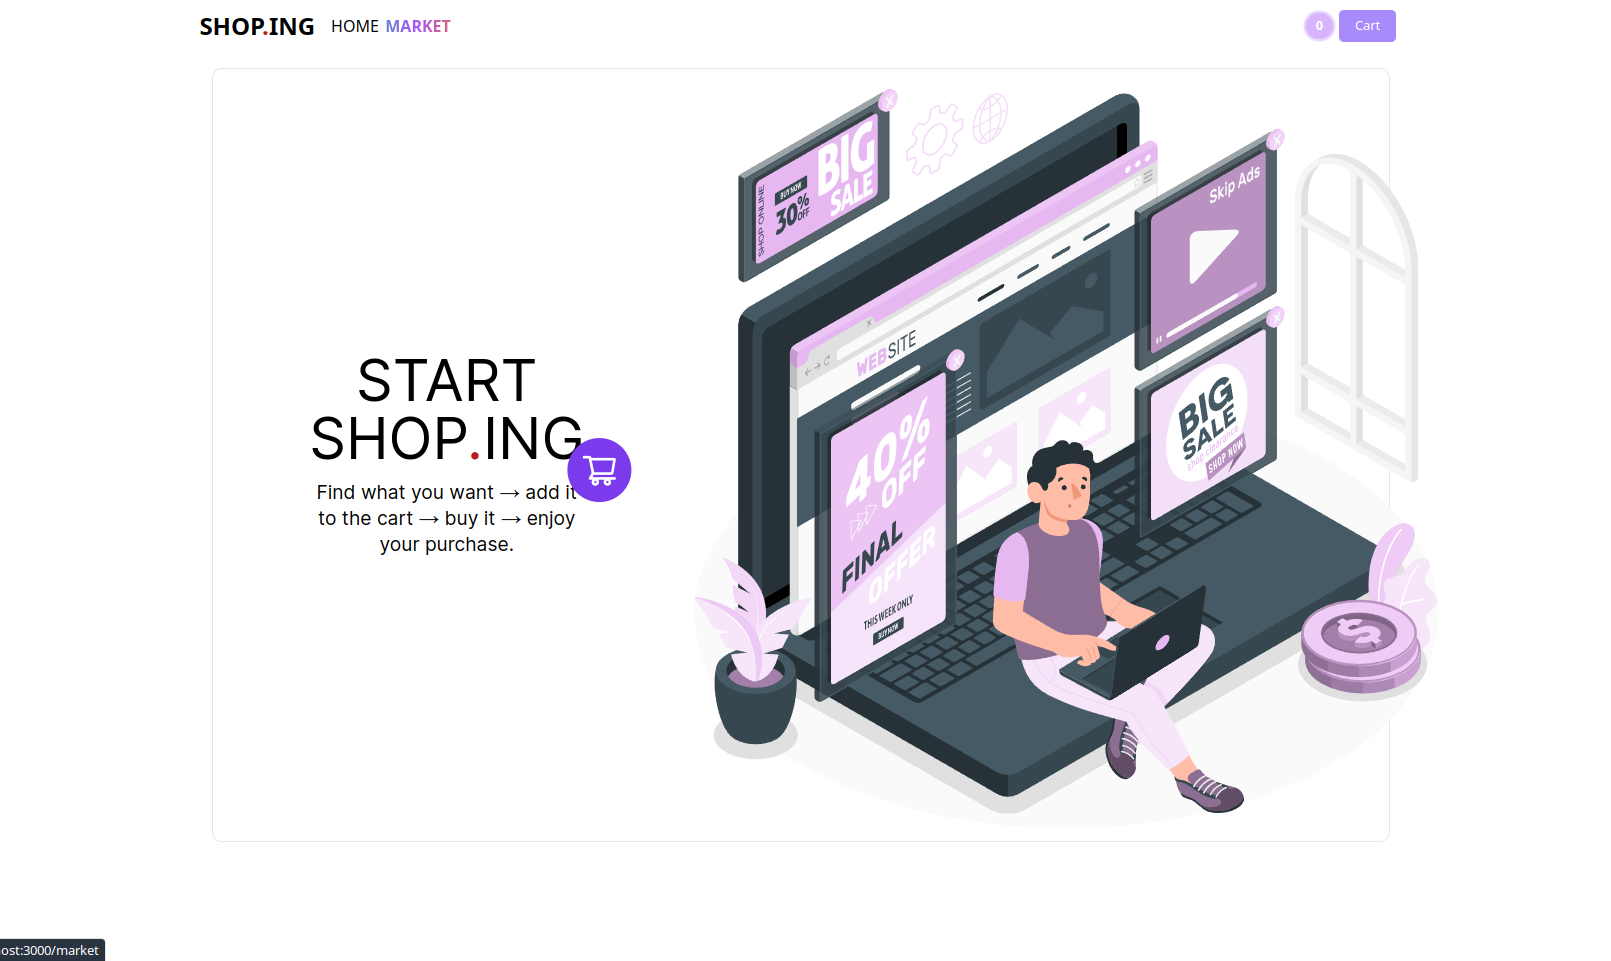 SHOP.ING HOME MARKET
0 Cart
START
SHOP.ING
Find what you want → add it
to the cart → buy it → enjoy
your purchase.
SHOP ONLINE
BUY NOW
30%
OFF
BIG
SALE
X
Skip Ads
X
WEBSITE
X
X
40%
OFF
FINAL
OFFER
THIS WEEK ONLY
BUY NOW
X
X
BIG
SALE
shop clearance
SHOP NOW
$
ost:3000/market